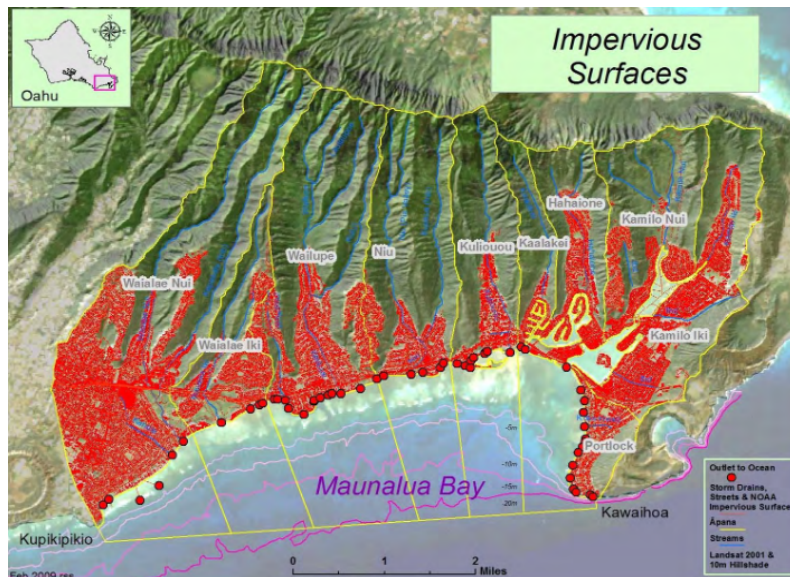 Impervious
Surfaces
Oahu
Hahaione
Kamilo Nui
Kuliouou
Kaalakei
Wailupe
Niu
Waialae Nui
Waialae Iki
Kamilo Iki
Portlock
-5m
-10m
-15m
-20m
Maunalua Bay
Kupikipikio
Kawaihoa
Outlet to Ocean
Storm Drains,
Streets & NOAA
Impervious Surface
Āpana
Streams
Landsat 2001 &
10m Hillshade
0 1 2
Miles
Feb 2009 rss